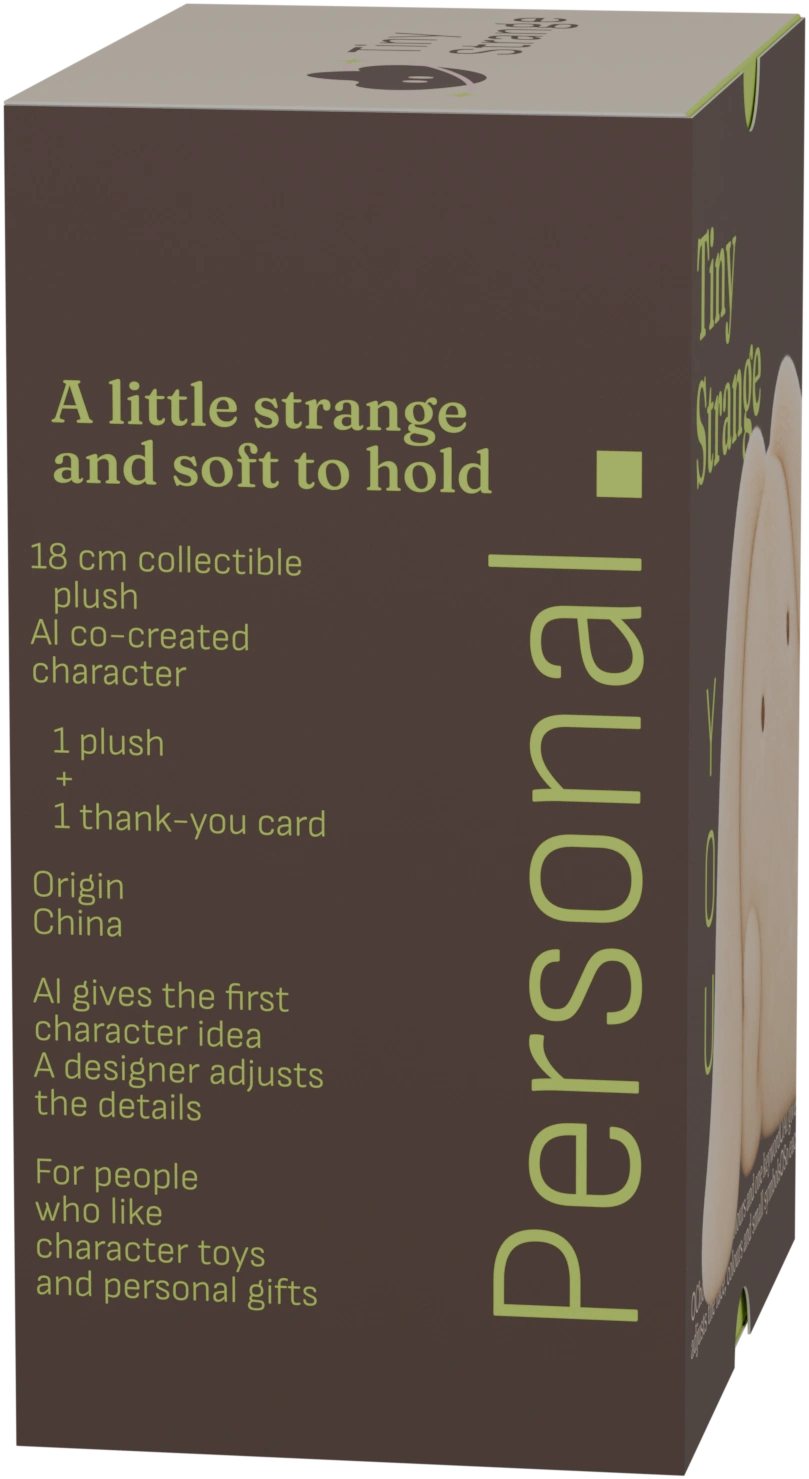 Tiny
Strange
A little strange
and soft to hold
18 cm collectible
plush
AI co-created
character
1 plush
+
1 thank-you card
Origin
China
AI gives the first
character idea
A designer adjusts
the details
For people
who like
character toys
and personal gifts
Personal.
Tiny
Strange
YOU